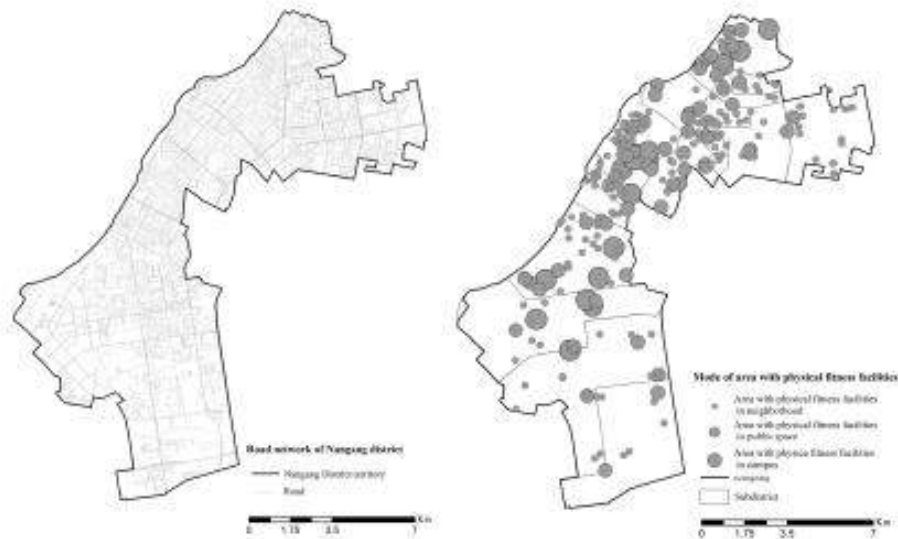 Road network of Nangang district
Nangang District territory
Road
0 1.75 3.5 7 Km
Mode of area with physical fitness facilities
Area with physical fitness facilities
in neighborhood
Area with physical fitness facilities
in public space
Area with physical fitness facilities
in campus
Subdistrict
0 1.75 3.5 7 Km